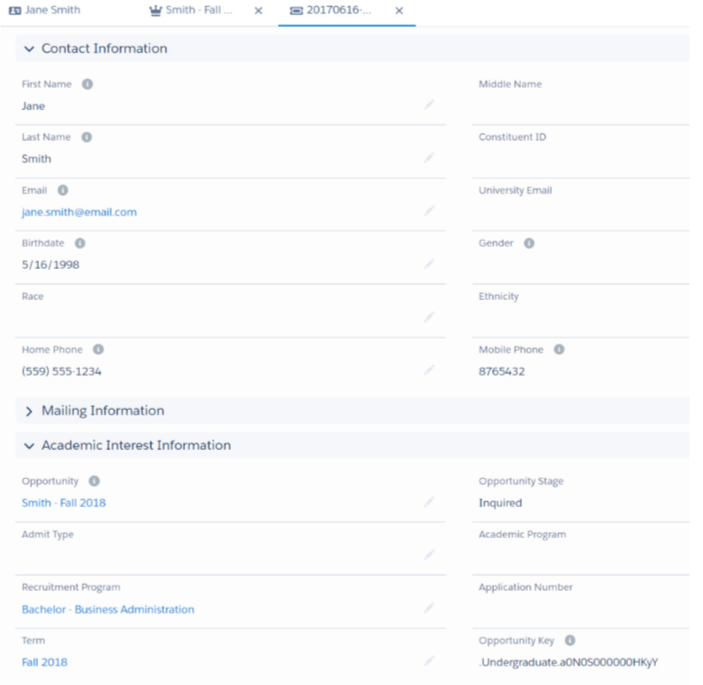 Jane Smith Smith - Fall ... 20170616-...
Contact Information
First Name Middle Name
Jane
Last Name Constituent ID
Smith
Email University Email
jane.smith@email.com
Birthdate Gender
5/16/1998
Race Ethnicity
Home Phone Mobile Phone
(559) 555-1234 8765432
Mailing Information
Academic Interest Information
Opportunity Opportunity Stage
Smith - Fall 2018 Inquired
Admit Type Academic Program
Recruitment Program Application Number
Bachelor - Business Administration
Term Opportunity Key
Fall 2018 .Undergraduate.a0N0S000000HKyY